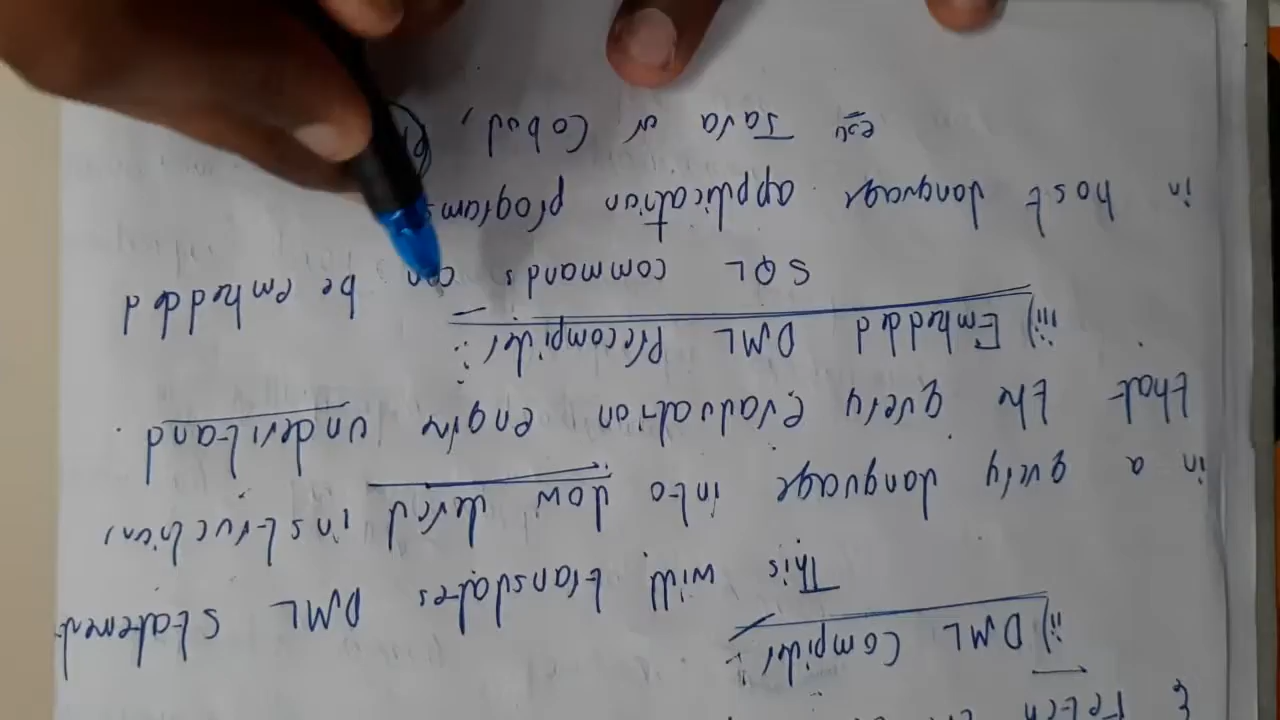 & Fetch
ii) DML Compiler :-
This will translates DML statement
in a query language into low level instructions
that the query evaluation engine understand.
iii) Embedded DML Precompiler :-
SQL commands can be embedded
in host language application programs
ex: Java or Cobol,